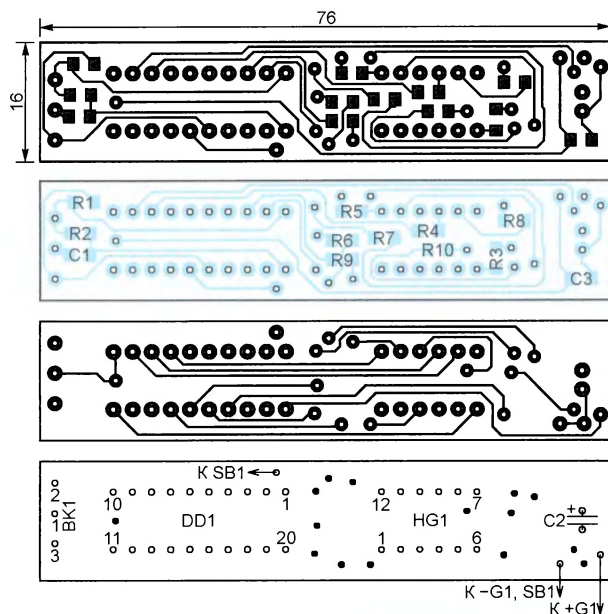 76
16
R1
R2
C1
R5
R6
R7
R9
R4
R10
R8
R3
C3
К SB1
2
1
3
BK1
10
11
DD1
1
20
12
1
HG1
7
6
C2
+
К −G1, SB1
К +G1